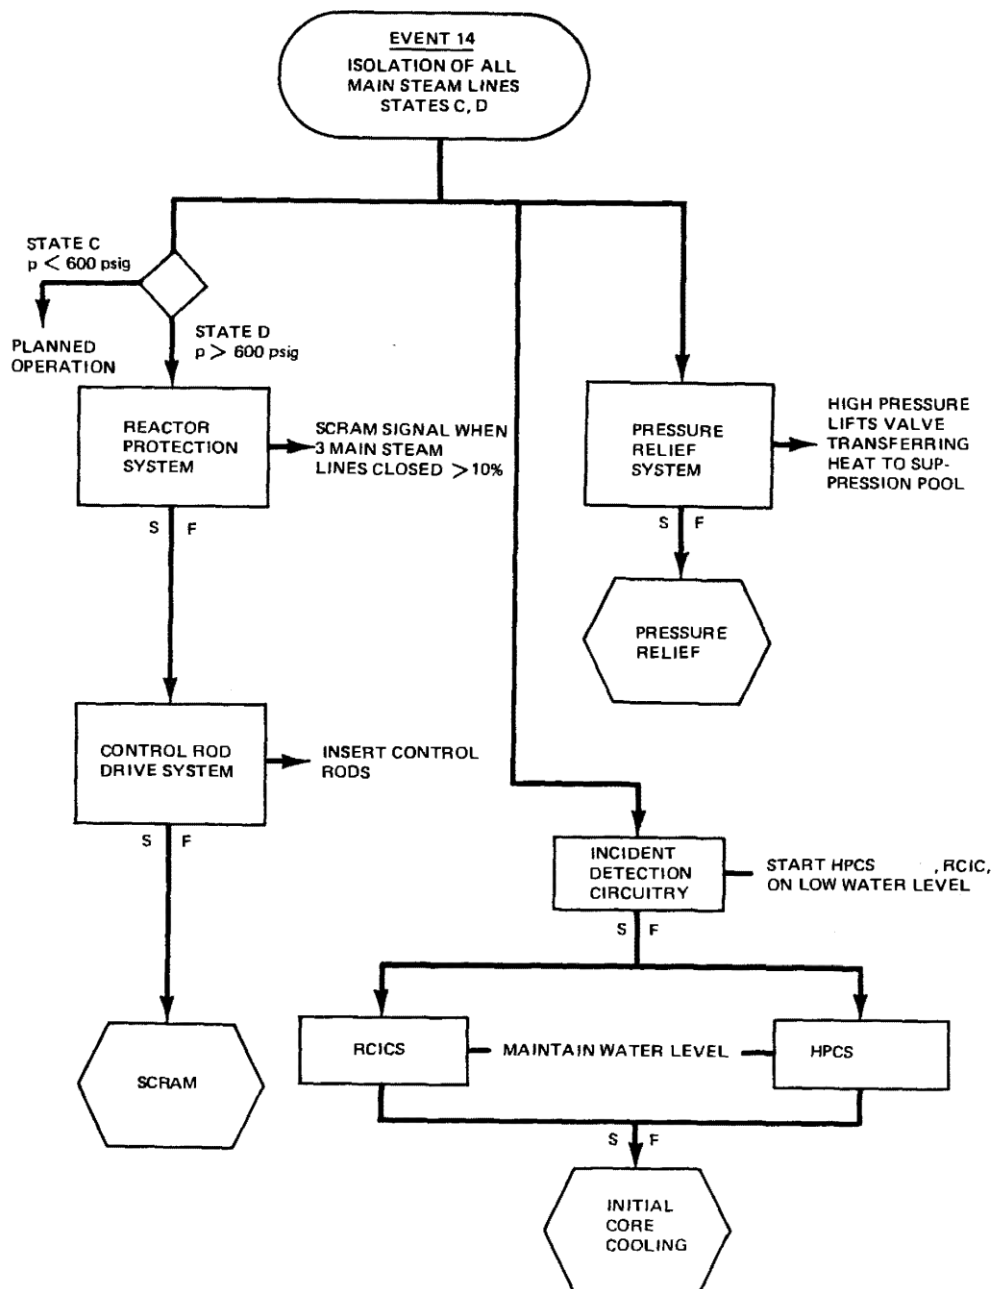 EVENT 14
ISOLATION OF ALL
MAIN STEAM LINES
STATES C, D
STATE C
p < 600 psig
PLANNED
OPERATION
STATE D
p > 600 psig
REACTOR
PROTECTION
SYSTEM
SCRAM SIGNAL WHEN
3 MAIN STEAM
LINES CLOSED >10%
S F
PRESSURE
RELIEF
SYSTEM
HIGH PRESSURE
LIFTS VALVE
TRANSFERRING
HEAT TO SUP-
PRESSION POOL
S F
PRESSURE
RELIEF
CONTROL ROD
DRIVE SYSTEM
INSERT CONTROL
RODS
S F
INCIDENT
DETECTION
CIRCUITRY
START HPCS , RCIC,
ON LOW WATER LEVEL
S F
RCICS
MAINTAIN WATER LEVEL
HPCS
SCRAM
S F
INITIAL
CORE
COOLING